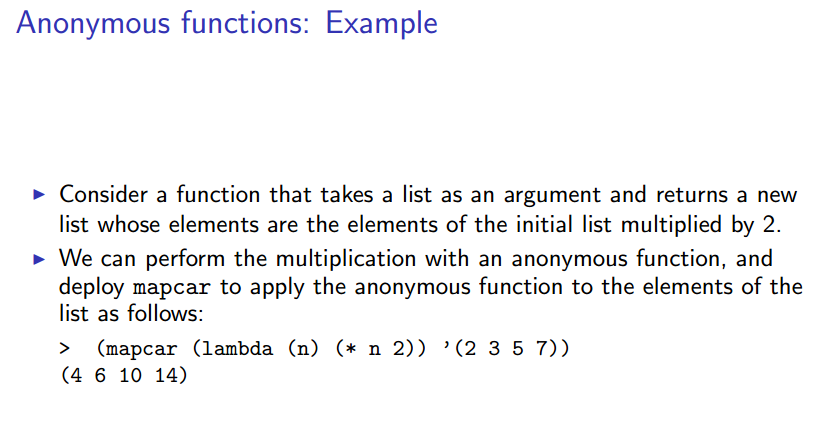 Anonymous functions: Example
▶ Consider a function that takes a list as an argument and returns a new
list whose elements are the elements of the initial list multiplied by 2.
▶ We can perform the multiplication with an anonymous function, and
deploy mapcar to apply the anonymous function to the elements of the
list as follows:
> (mapcar (lambda (n) (* n 2)) ’(2 3 5 7))
(4 6 10 14)